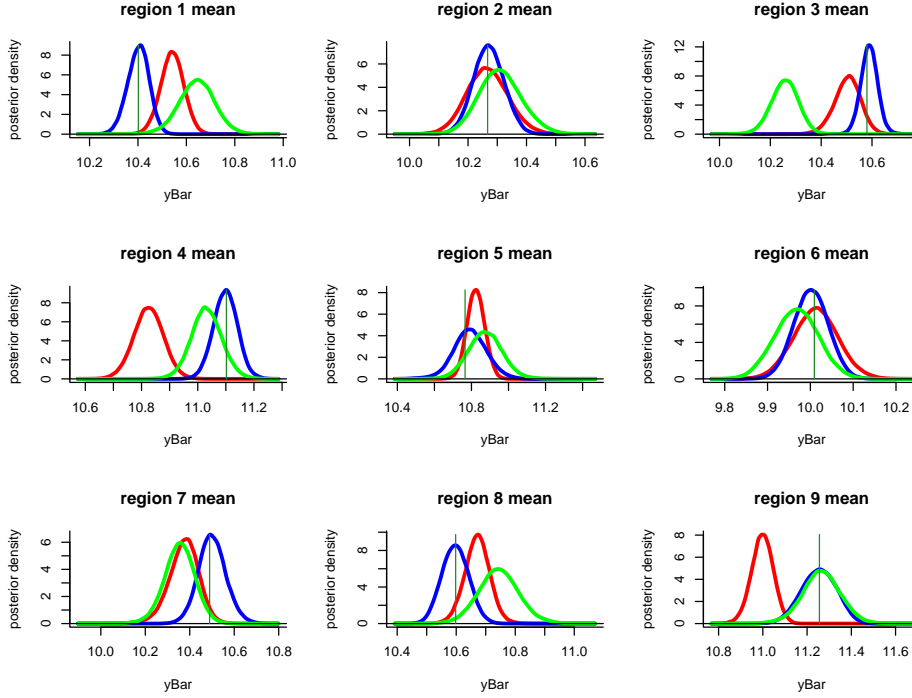 region 1 mean
posterior density
0 2 4 6 8
10.2 10.4 10.6 10.8 11.0
yBar
region 2 mean
posterior density
0 2 4 6
10.0 10.2 10.4 10.6
yBar
region 3 mean
posterior density
0 4 8 12
10.0 10.2 10.4 10.6
yBar
region 4 mean
posterior density
0 2 4 6 8
10.6 10.8 11.0 11.2
yBar
region 5 mean
posterior density
0 2 4 6 8
10.4 10.8 11.2
yBar
region 6 mean
posterior density
0 4 8
9.8 9.9 10.0 10.1 10.2
yBar
region 7 mean
posterior density
0 2 4 6
10.0 10.2 10.4 10.6 10.8
yBar
region 8 mean
posterior density
0 4 8
10.4 10.6 10.8 11.0
yBar
region 9 mean
posterior density
0 2 4 6 8
10.8 11.0 11.2 11.4 11.6
yBar